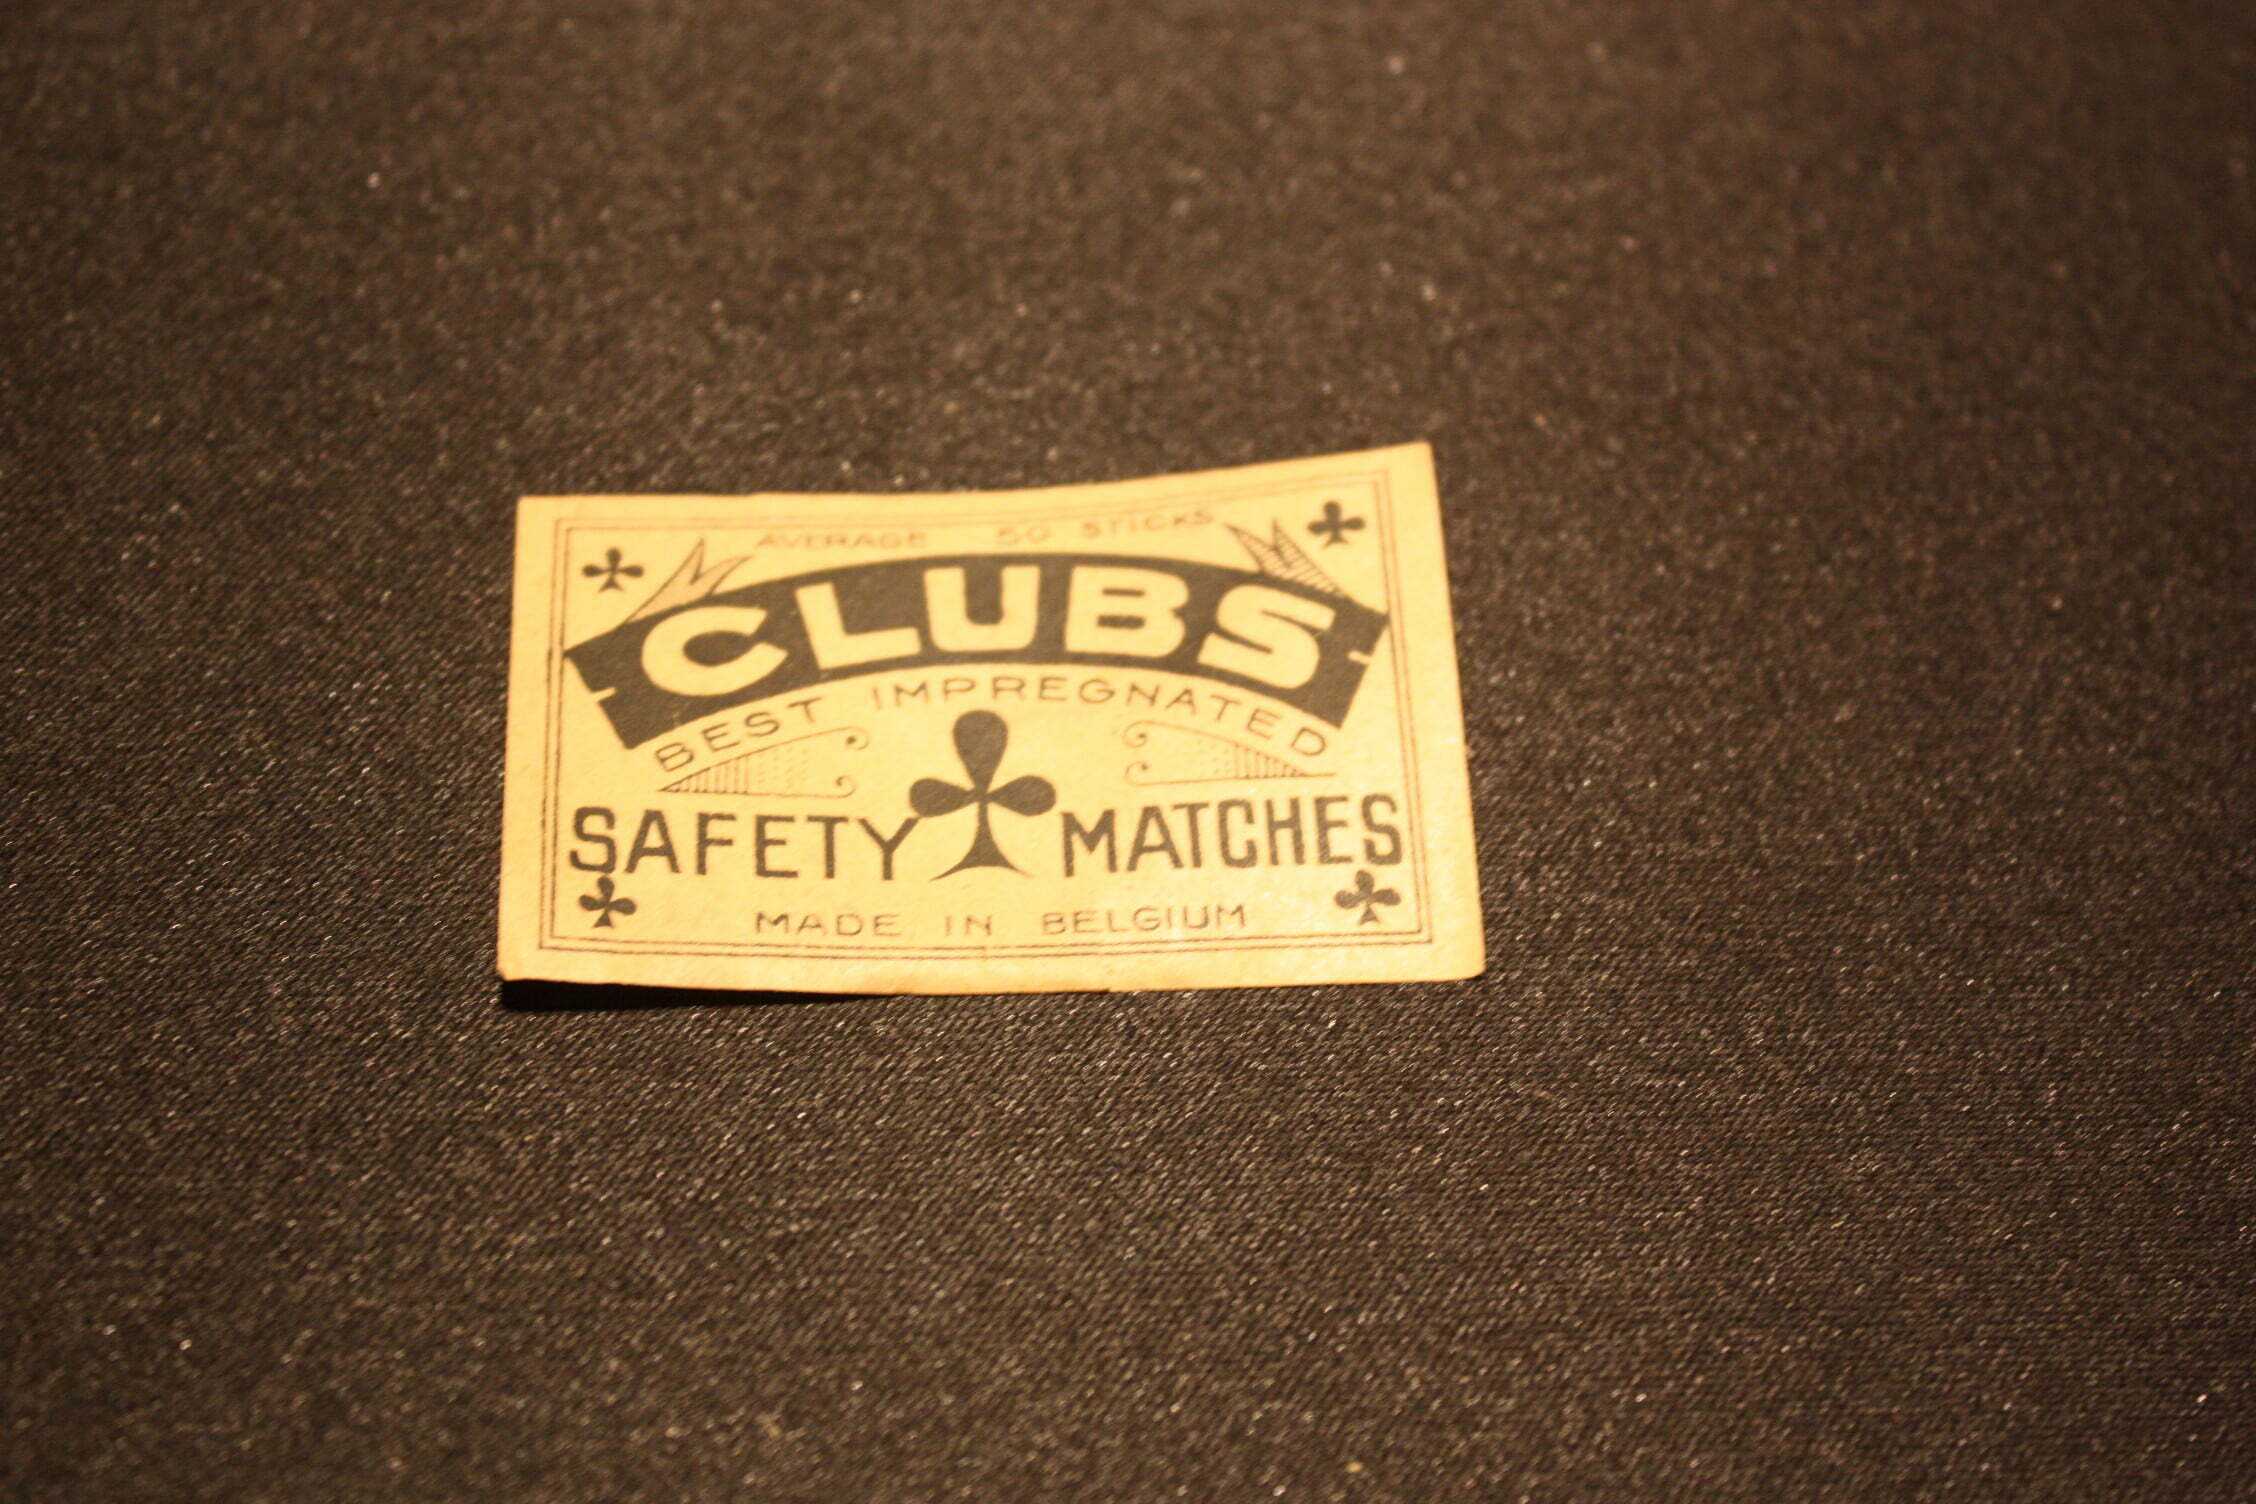 AVERAGE 50 STICKS
CLUBS
BEST IMPREGNATED
SAFETY MATCHES
MADE IN BELGIUM